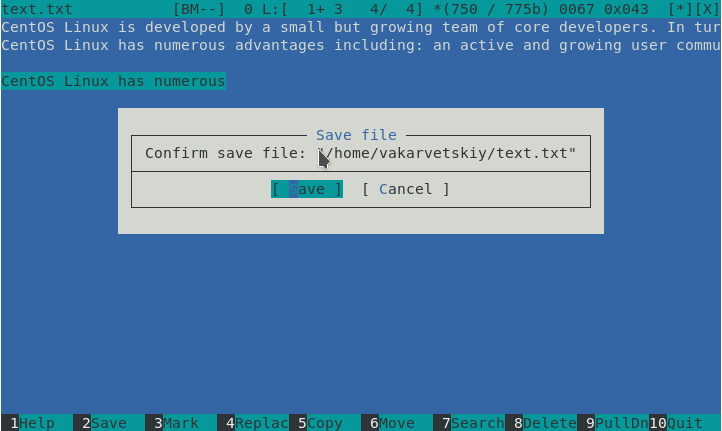 text.txt [BM--] 0 L:[ 1+ 3 4/ 4] *(750 / 775b) 0067 0x043 [*][X]
CentOS Linux is developed by a small but growing team of core developers. In tur
CentOS Linux has numerous advantages including: an active and growing user commu
CentOS Linux has numerous
Save file
Confirm save file: "/home/vakarvetskiy/text.txt"
[ Save ] [ Cancel ]
1Help 2Save 3Mark 4Replac 5Copy 6Move 7Search 8Delete 9PullDn 10Quit